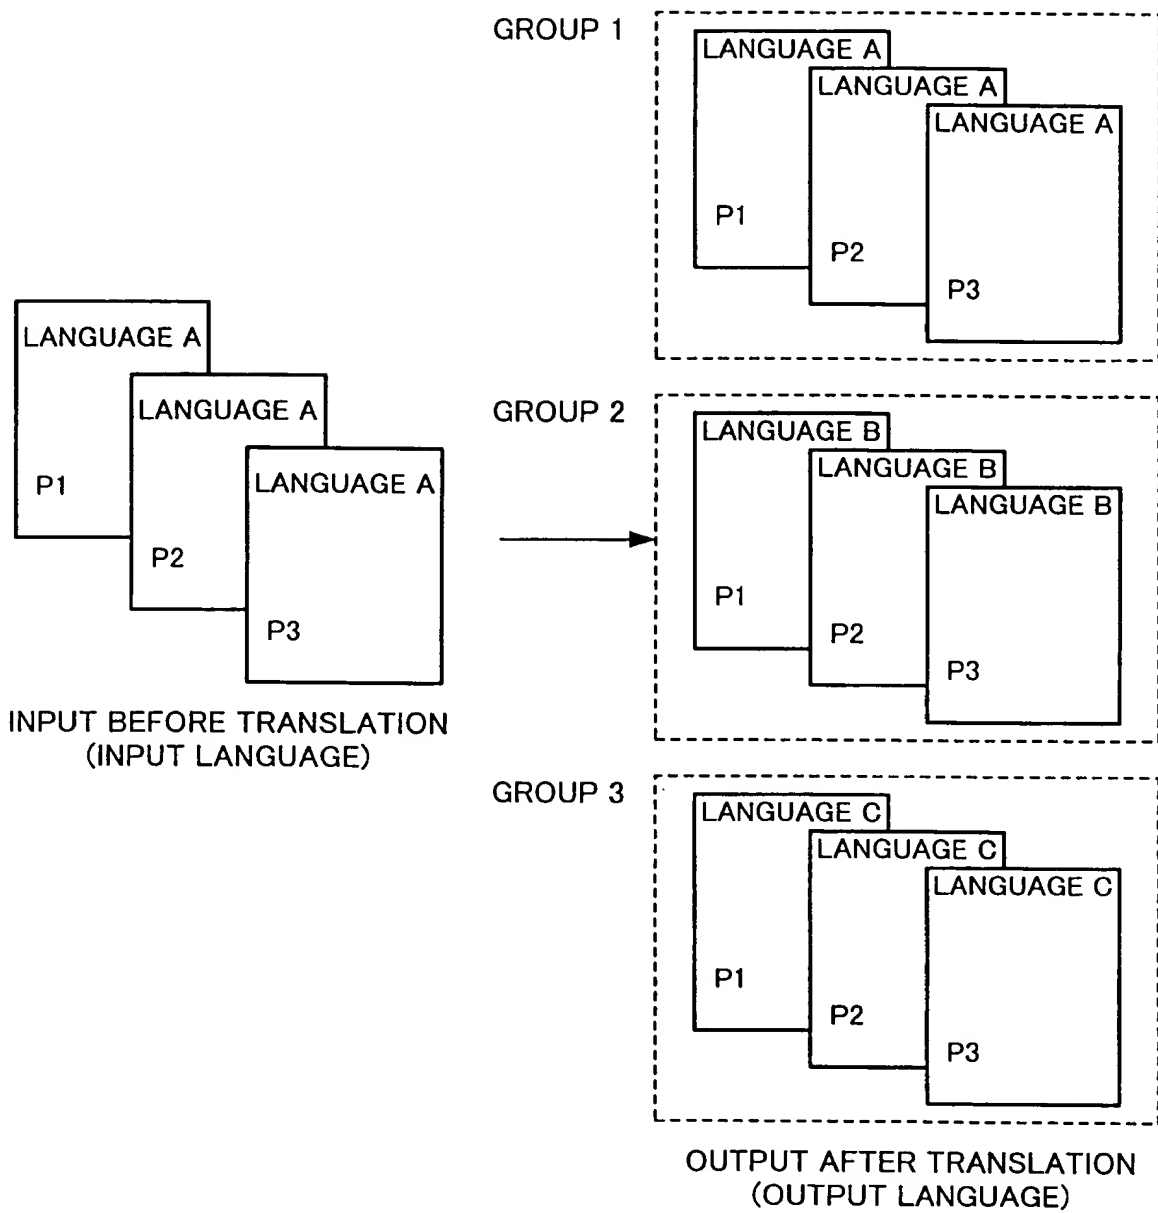 GROUP 1
LANGUAGE A
LANGUAGE A
LANGUAGE A
P1
P2
P3
LANGUAGE A
LANGUAGE A
LANGUAGE A
P1
P2
P3
INPUT BEFORE TRANSLATION
(INPUT LANGUAGE)
GROUP 2
LANGUAGE B
LANGUAGE B
LANGUAGE B
P1
P2
P3
GROUP 3
LANGUAGE C
LANGUAGE C
LANGUAGE C
P1
P2
P3
OUTPUT AFTER TRANSLATION
(OUTPUT LANGUAGE)